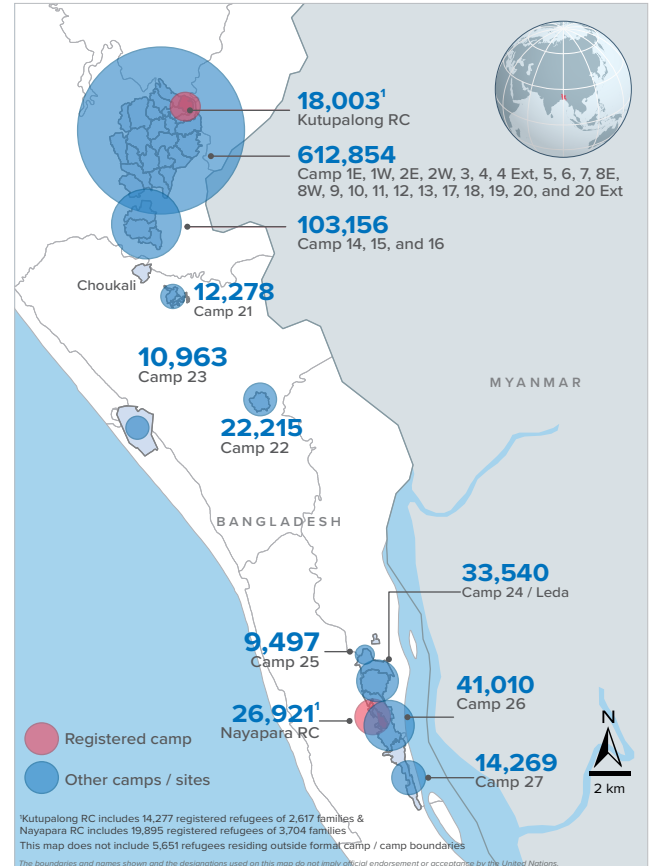 18,003¹
Kutupalong RC
612,854
Camp 1E, 1W, 2E, 2W, 3, 4, 4 Ext, 5, 6, 7, 8E,
8W, 9, 10, 11, 12, 13, 17, 18, 19, 20, and 20 Ext
103,156
Camp 14, 15, and 16
Choukali
12,278
Camp 21
10,963
Camp 23
MYANMAR
22,215
Camp 22
BANGLADESH
33,540
Camp 24 / Leda
9,497
Camp 25
41,010
Camp 26
26,921¹
Nayapara RC
N
Registered camp
14,269
Camp 27
Other camps / sites
2 km
¹Kutupalong RC includes 14,277 registered refugees of 2,617 families &
Nayapara RC includes 19,895 registered refugees of 3,704 families
This map does not include 5,651 refugees residing outside formal camp / camp boundaries
The boundaries and names shown and the designations used on this map do not imply official endorsement or acceptance by the United Nations.